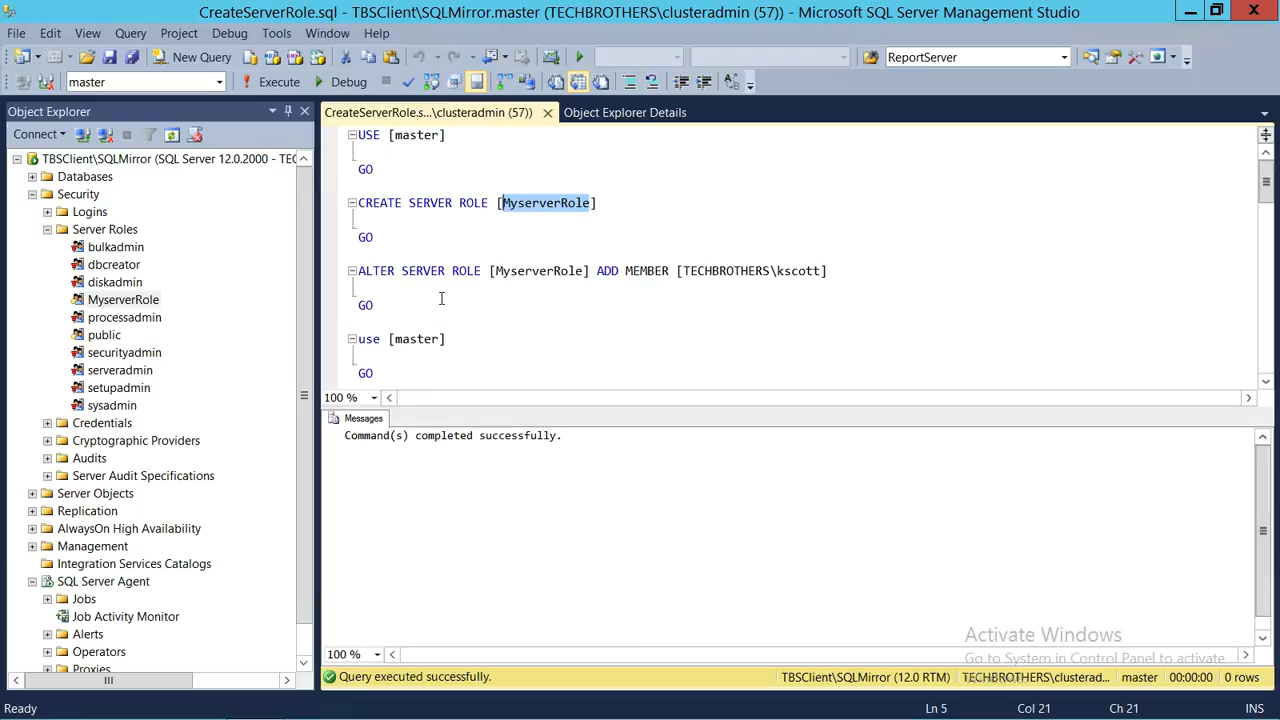 CreateServerRole.sql - TBSClient\SQLMirror.master (TECHBROTHERS\clusteradmin (57)) - Microsoft SQL Server Management Studio
File Edit View Query Project Debug Tools Window Help
New Query ReportServer
master Execute Debug
Object Explorer
CreateServerRole.s...\clusteradmin (57)) Object Explorer Details
Connect
TBSClient\SQLMirror (SQL Server 12.0.2000 - TEC
Databases
Security
Logins
Server Roles
bulkadmin
dbcreator
diskadmin
MyserverRole
processadmin
public
securityadmin
serveradmin
setupadmin
sysadmin
Credentials
Cryptographic Providers
Audits
Server Audit Specifications
Server Objects
Replication
AlwaysOn High Availability
Management
Integration Services Catalogs
SQL Server Agent
Jobs
Job Activity Monitor
Alerts
Operators
Proxies
USE [master]
GO
CREATE SERVER ROLE [MyserverRole]
GO
ALTER SERVER ROLE [MyserverRole] ADD MEMBER [TECHBROTHERS\kscott]
GO
use [master]
GO
100 %
Messages
Command(s) completed successfully.
Activate Windows
Go to System in Control Panel to activate
100 %
Query executed successfully. TBSClient\SQLMirror (12.0 RTM) TECHBROTHERS\clusterad... master 00:00:00 0 rows
Ready Ln 5 Col 21 Ch 21 INS